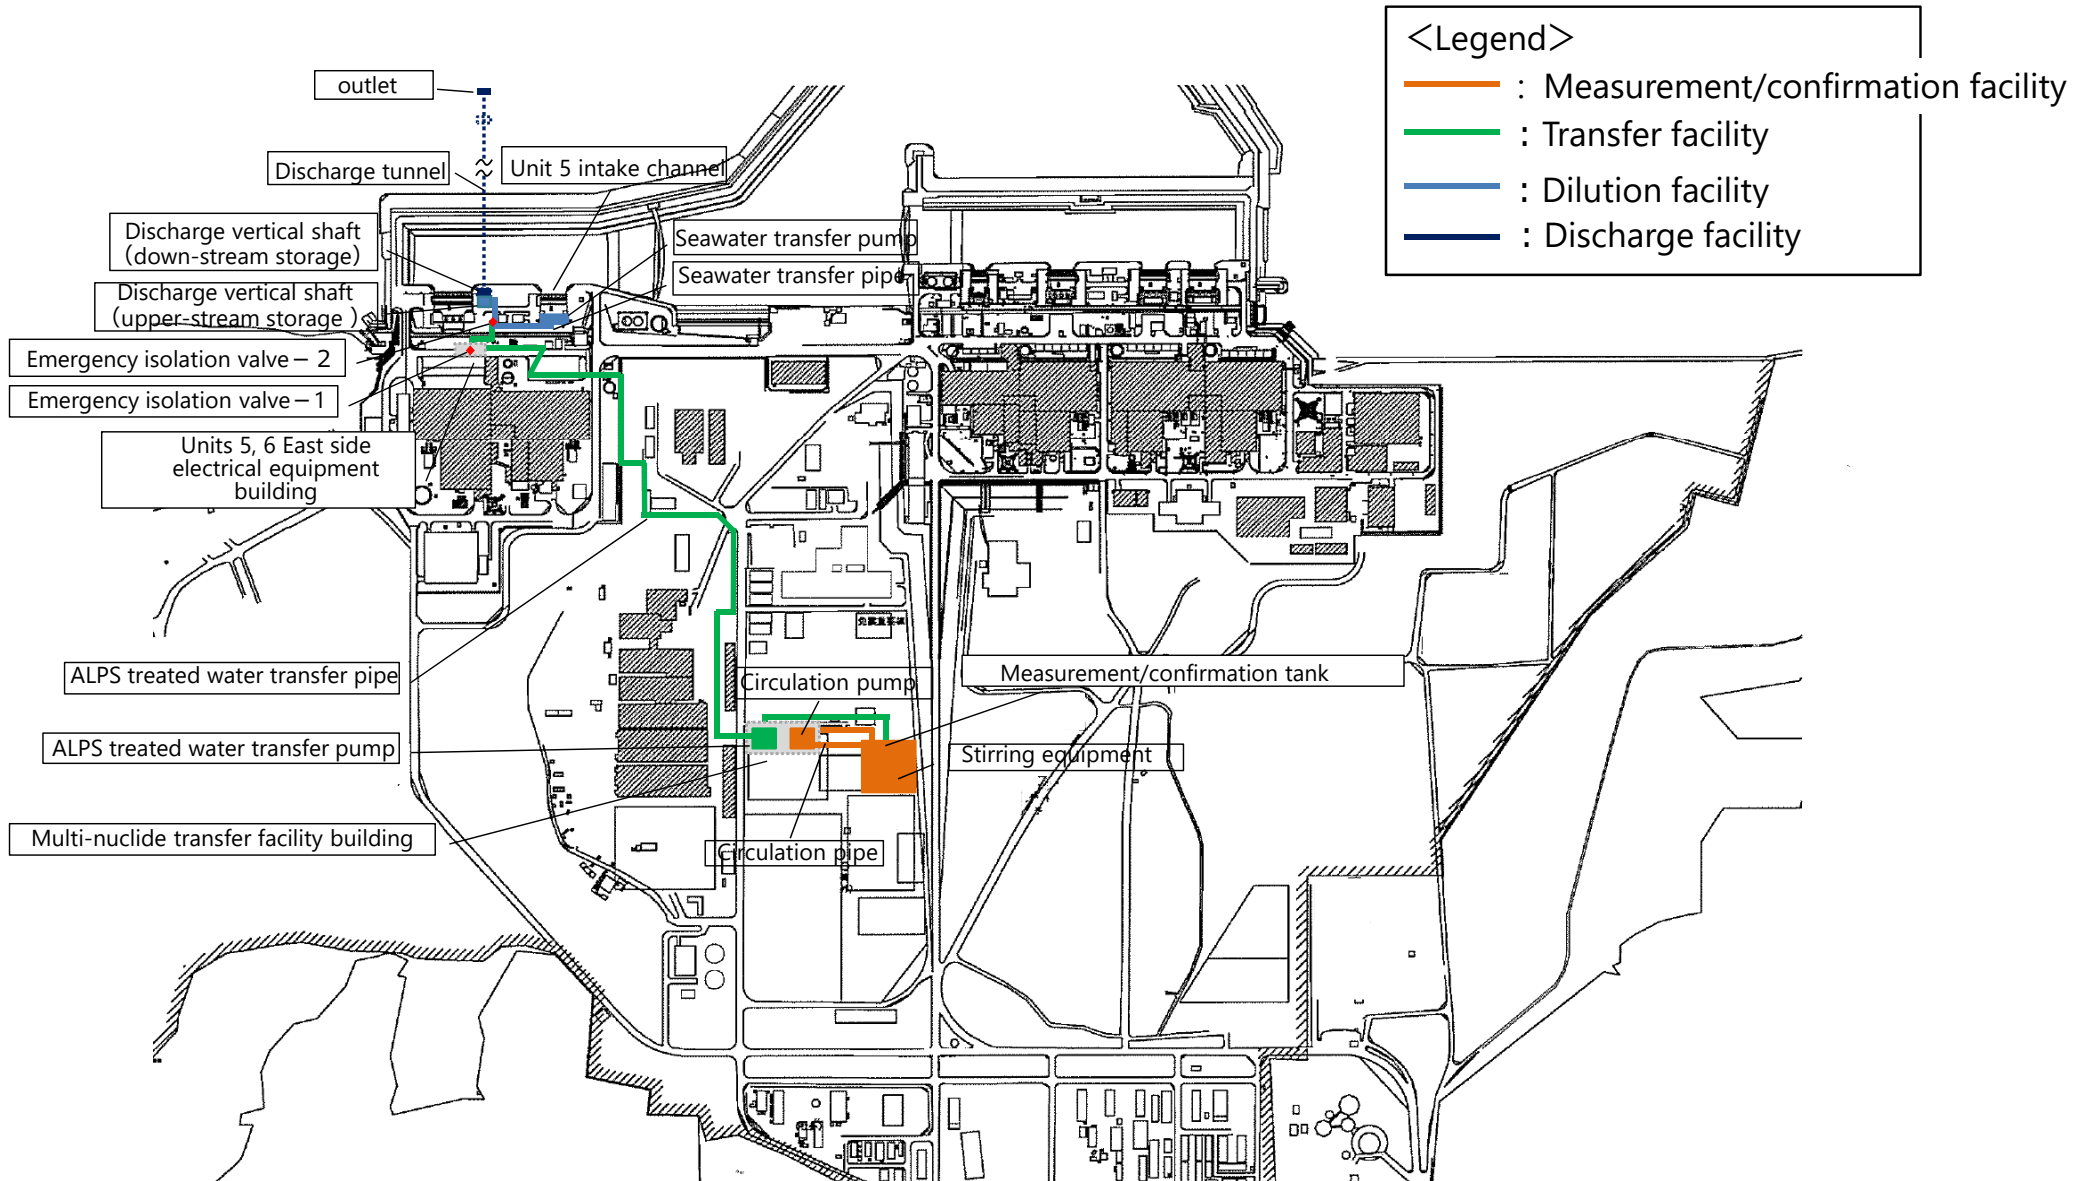 <Legend>
: Measurement/confirmation facility
: Transfer facility
: Dilution facility
: Discharge facility
outlet
Discharge tunnel
Unit 5 intake channel
Discharge vertical shaft
(down-stream storage)
Seawater transfer pump
Seawater transfer pipe
Discharge vertical shaft
(upper-stream storage )
Emergency isolation valve－2
Emergency isolation valve－1
Units 5, 6 East side
electrical equipment
building
ALPS treated water transfer pipe
Circulation pump
Measurement/confirmation tank
ALPS treated water transfer pump
Stirring equipment
Multi-nuclide transfer facility building
Circulation pipe